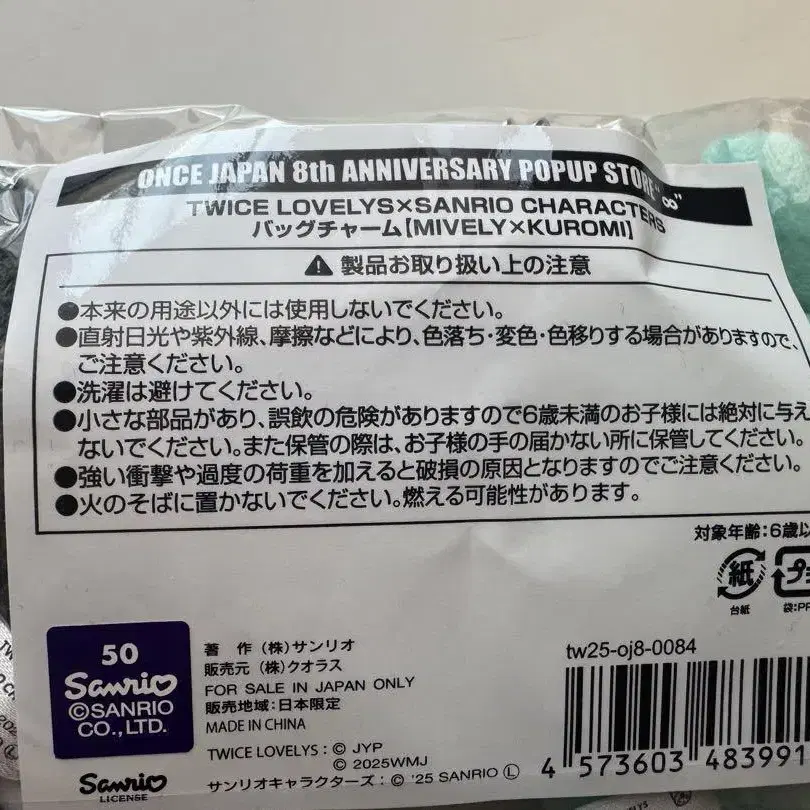 ONCE JAPAN 8th ANNIVERSARY POPUP STORE "8"
TWICE LOVELYS×SANRIO CHARACTERS
バッグチャーム【MIVELY×KUROMI】
製品お取り扱い上の注意
●本来の用途以外には使用しないでください。
●直射日光や紫外線、摩擦などにより、色落ち・変色・色移りする場合がありますので、
ご注意ください。
●洗濯は避けてください。
●小さな部品があり、誤飲の危険がありますので6歳未満のお子様には絶対に与え
ないでください。また保管の際は、お子様の手の届かない所に保管してください。
●強い衝撃や過度の荷重を加えると破損の原因となりますのでご注意ください。
●火のそばに置かないでください。燃える可能性があります。
対象年齢:6歳以
紙
台紙
プ
袋:PP
50
Sanrio
©SANRIO
CO., LTD.
Sanrio
LICENSE
著 作 (株)サンリオ
販売元 (株)クオラス
FOR SALE IN JAPAN ONLY
販売地域:日本限定
MADE IN CHINA
TWICE LOVELYS:© JYP
© 2025WMJ
サンリオキャラクターズ:© '25 SANRIO Ⓛ
tw25-oj8-0084
4 573603 483991